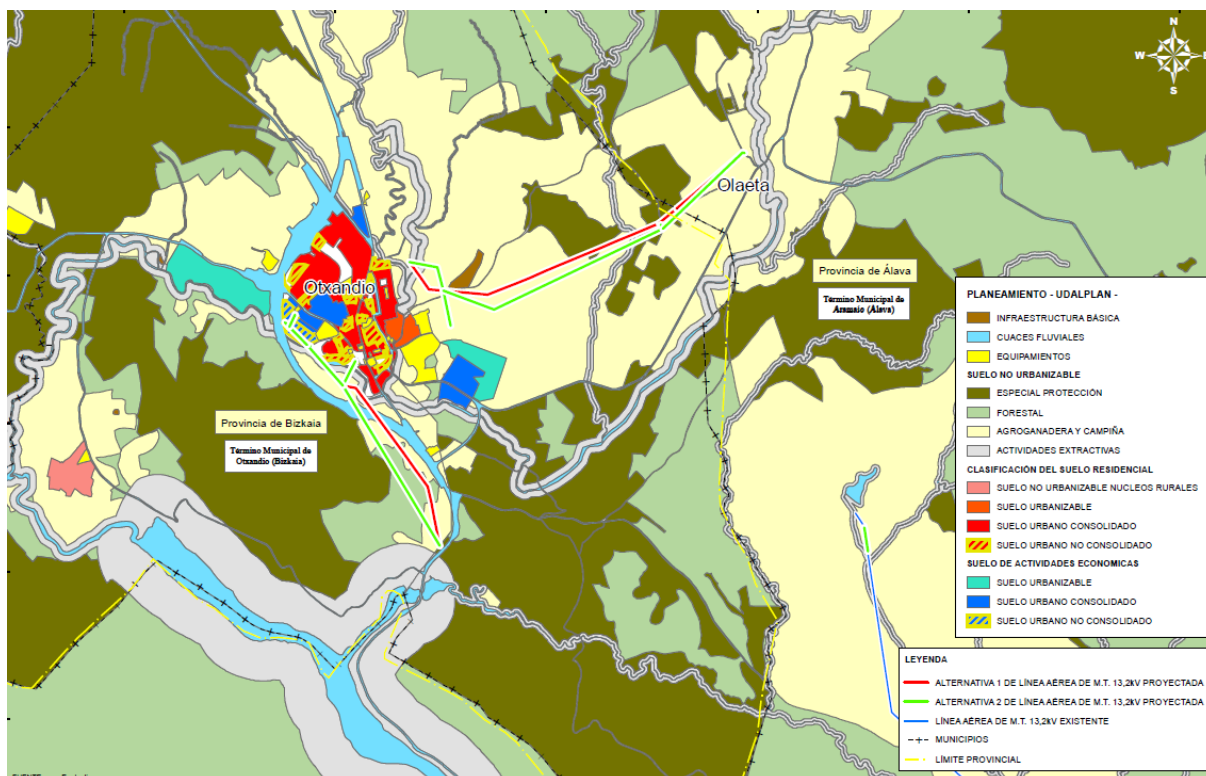 N
W
E
S
Olaeta
Otxandio
Provincia de Álava
Término Municipal de
Aramaio (Álava)
Provincia de Bizkaia
Término Municipal de
Otxandio (Bizkaia)
PLANEAMIENTO - UDALPLAN -
INFRAESTRUCTURA BÁSICA
CUACES FLUVIALES
EQUIPAMIENTOS
SUELO NO URBANIZABLE
ESPECIAL PROTECCIÓN
FORESTAL
AGROGANADERA Y CAMPIÑA
ACTIVIDADES EXTRACTIVAS
CLASIFICACIÓN DEL SUELO RESIDENCIAL
SUELO NO URBANIZABLE NUCLEOS RURALES
SUELO URBANIZABLE
SUELO URBANO CONSOLIDADO
SUELO URBANO NO CONSOLIDADO
SUELO DE ACTIVIDADES ECONOMICAS
SUELO URBANIZABLE
SUELO URBANO CONSOLIDADO
SUELO URBANO NO CONSOLIDADO
LEYENDA
ALTERNATIVA 1 DE LÍNEA AÉREA DE M.T. 13,2kV PROYECTADA
ALTERNATIVA 2 DE LÍNEA AÉREA DE M.T. 13,2kV PROYECTADA
LÍNEA AÉREA DE M.T. 13,2kV EXISTENTE
MUNICIPIOS
LÍMITE PROVINCIAL